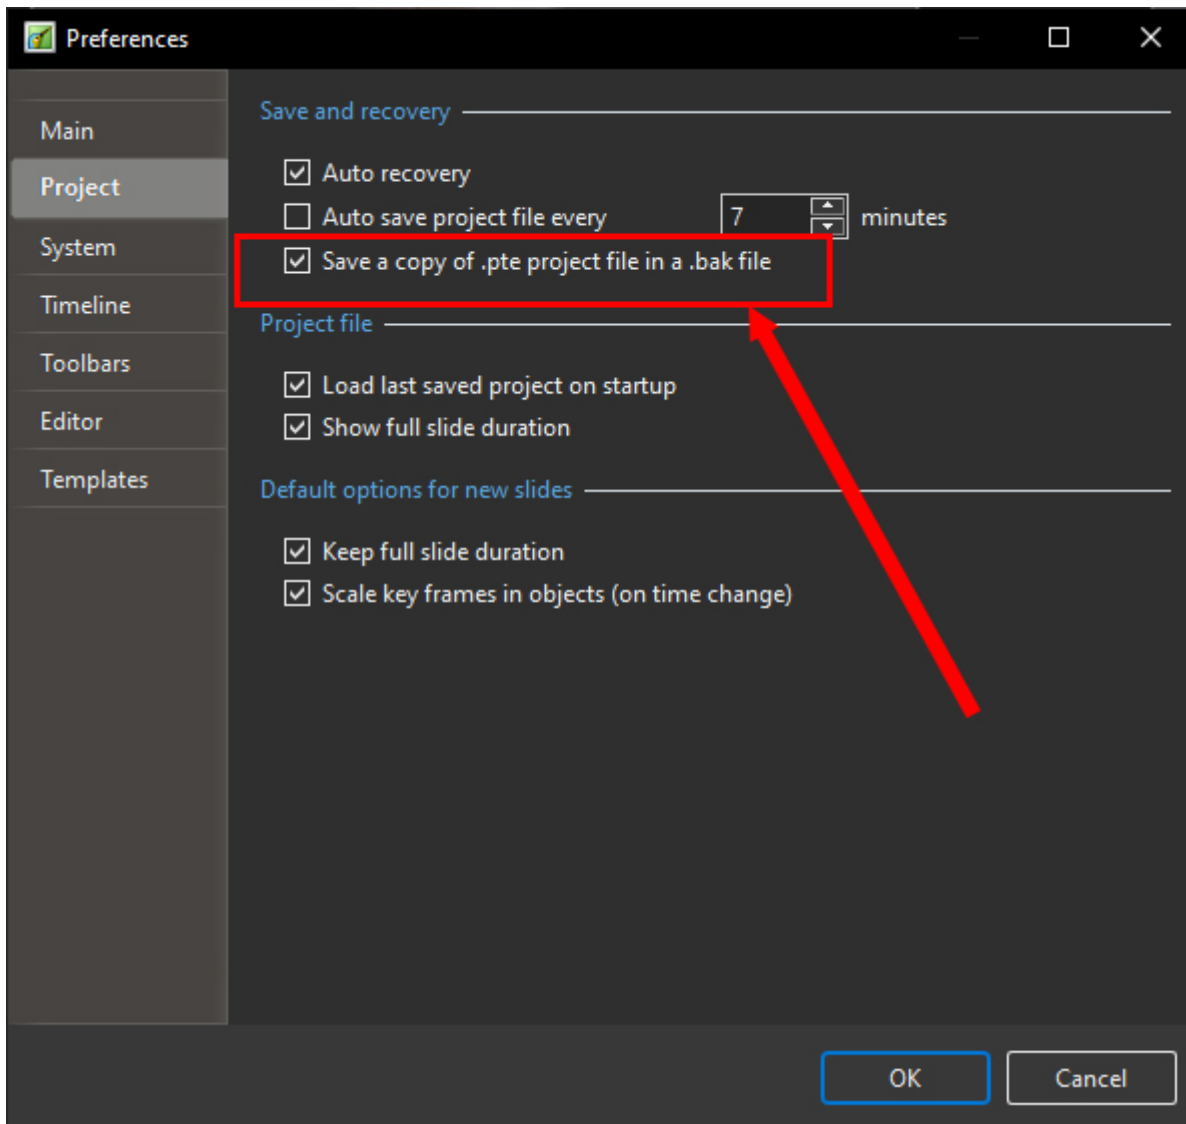 Preferences
Main
Project
System
Timeline
Toolbars
Editor
Templates
Save and recovery
Auto recovery
Auto save project file every 7 minutes
Save a copy of .pte project file in a .bak file
Project file
Load last saved project on startup
Show full slide duration
Default options for new slides
Keep full slide duration
Scale key frames in objects (on time change)
OK Cancel